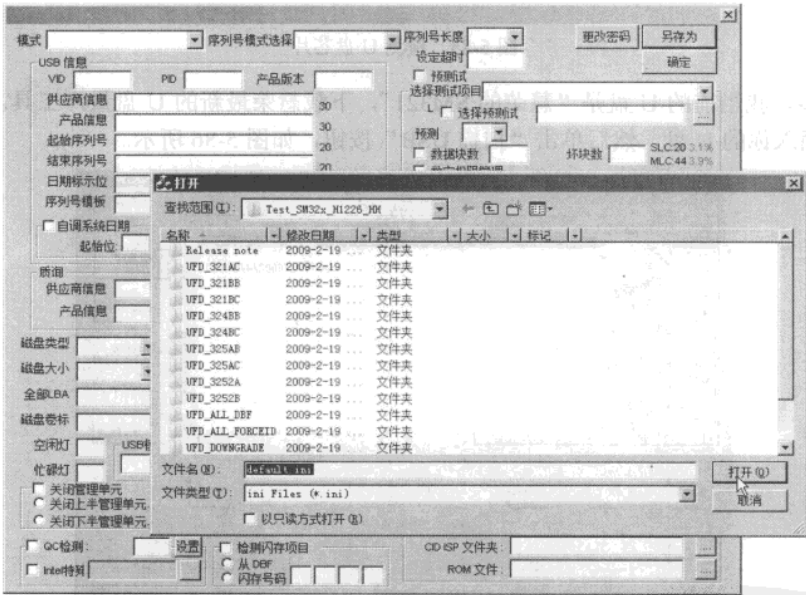 模式 序列号模式选择 序列号长度 更改密码 另存为
USB 信息 设定超时 确定
VID PID 产品版本 预测试
供应商信息 30 选择测试项目
产品信息 30 L 选择预测试 ...
起始序列号 20 预测
结束序列号 20 数据块数 坏块数 SLC:20 3.1%
MLC:44 3.9%
日期标示位
序列号模板
自调系统日期
起始位
质询
供应商信息
产品信息
磁盘类型
磁盘大小
全部LBA
磁盘卷标
空闲灯 USB
忙碌灯
关闭管理单元
关闭上半管理单元
关闭下半管理单元
打开
查找范围(I): Test_SM32x_H1226_MH
名称 修改日期 类型 大小 标记
Release note 2009-2-19 ... 文件夹
UFD_321AC 2009-2-19 ... 文件夹
UFD_321BB 2009-2-19 ... 文件夹
UFD_321BC 2009-2-19 ... 文件夹
UFD_324BB 2009-2-19 ... 文件夹
UFD_324BC 2009-2-19 ... 文件夹
UFD_325AB 2009-2-19 ... 文件夹
UFD_325AC 2009-2-19 ... 文件夹
UFD_3252A 2009-2-19 ... 文件夹
UFD_3252B 2009-2-19 ... 文件夹
UFD_ALL_DBF 2009-2-19 ... 文件夹
UFD_ALL_FORCEID 2009-2-19 ... 文件夹
UFD_DOWNGRADE 2009-2-19 ... 文件夹
文件名(N): default.ini 打开(O)
文件类型(T): ini Files (*.ini) 取消
以只读方式打开(R)
QC检测: 设置 检测闪存项目 CID ISP 文件夹: ...
Intel特别 从 DBF ROM 文件: ...
闪存号码